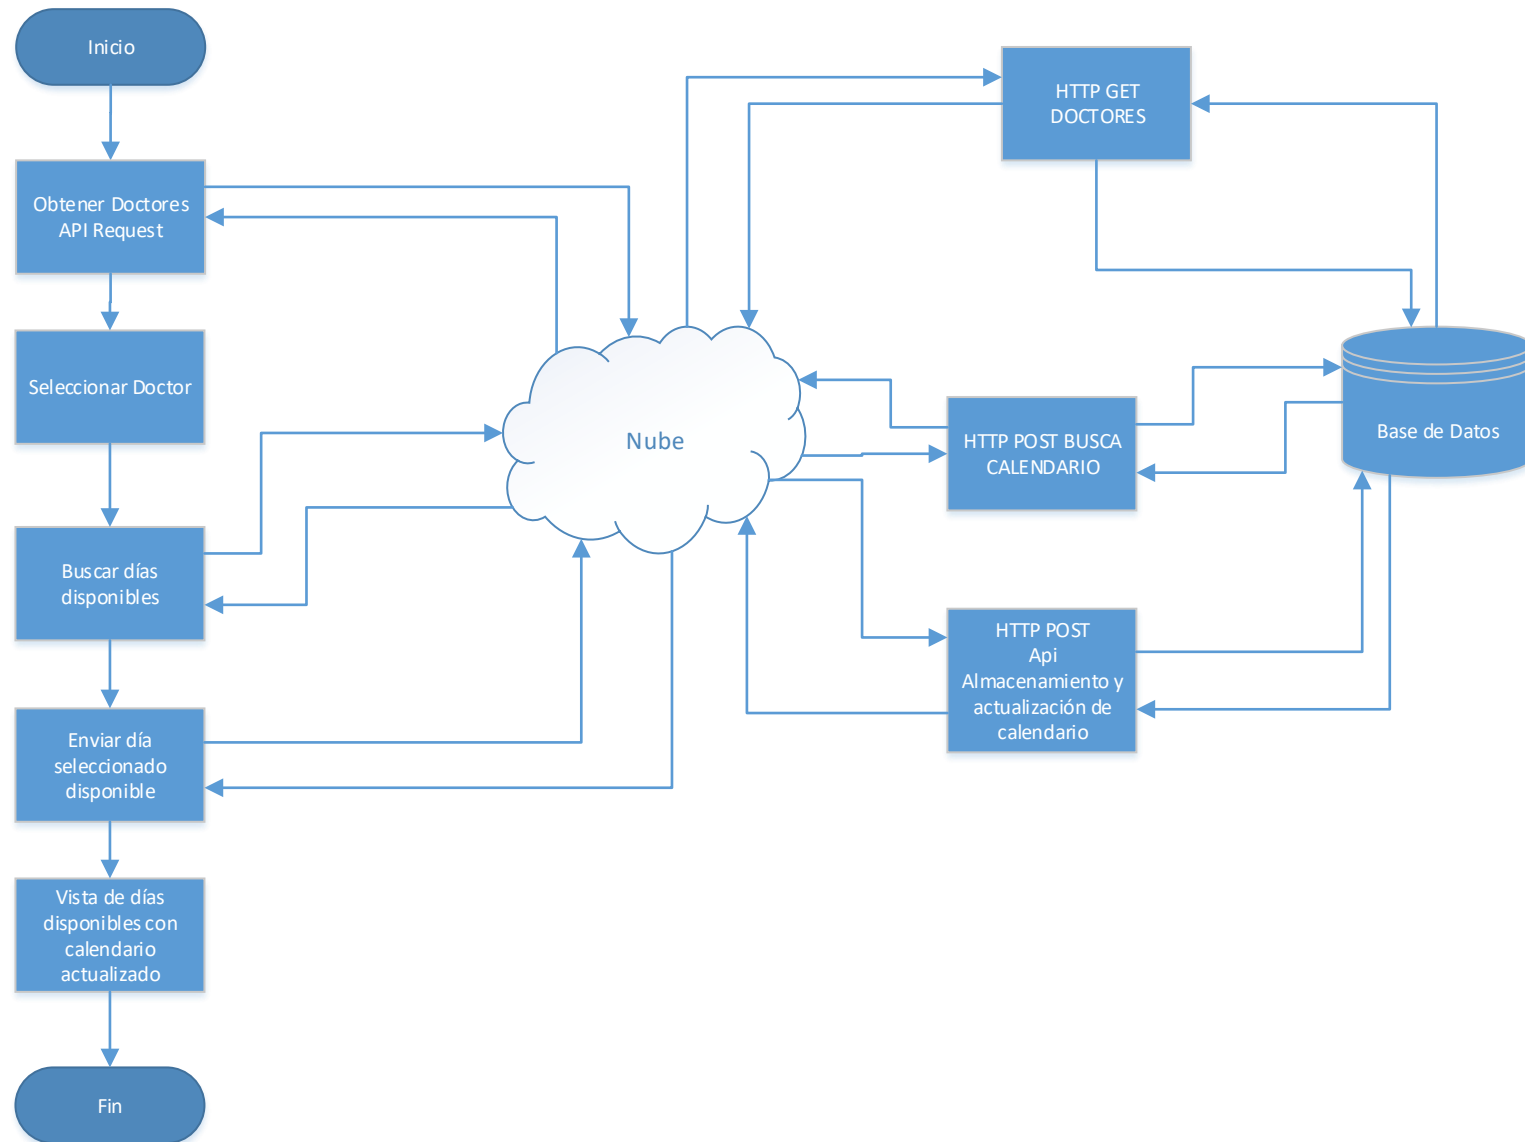 Inicio
Obtener Doctores
API Request
Seleccionar Doctor
Buscar días
disponibles
Enviar día
seleccionado
disponible
Vista de días
disponibles con
calendario
actualizado
Fin
Nube
HTTP GET
DOCTORES
HTTP POST BUSCA
CALENDARIO
HTTP POST
Api
Almacenamiento y
actualización de
calendario
Base de Datos